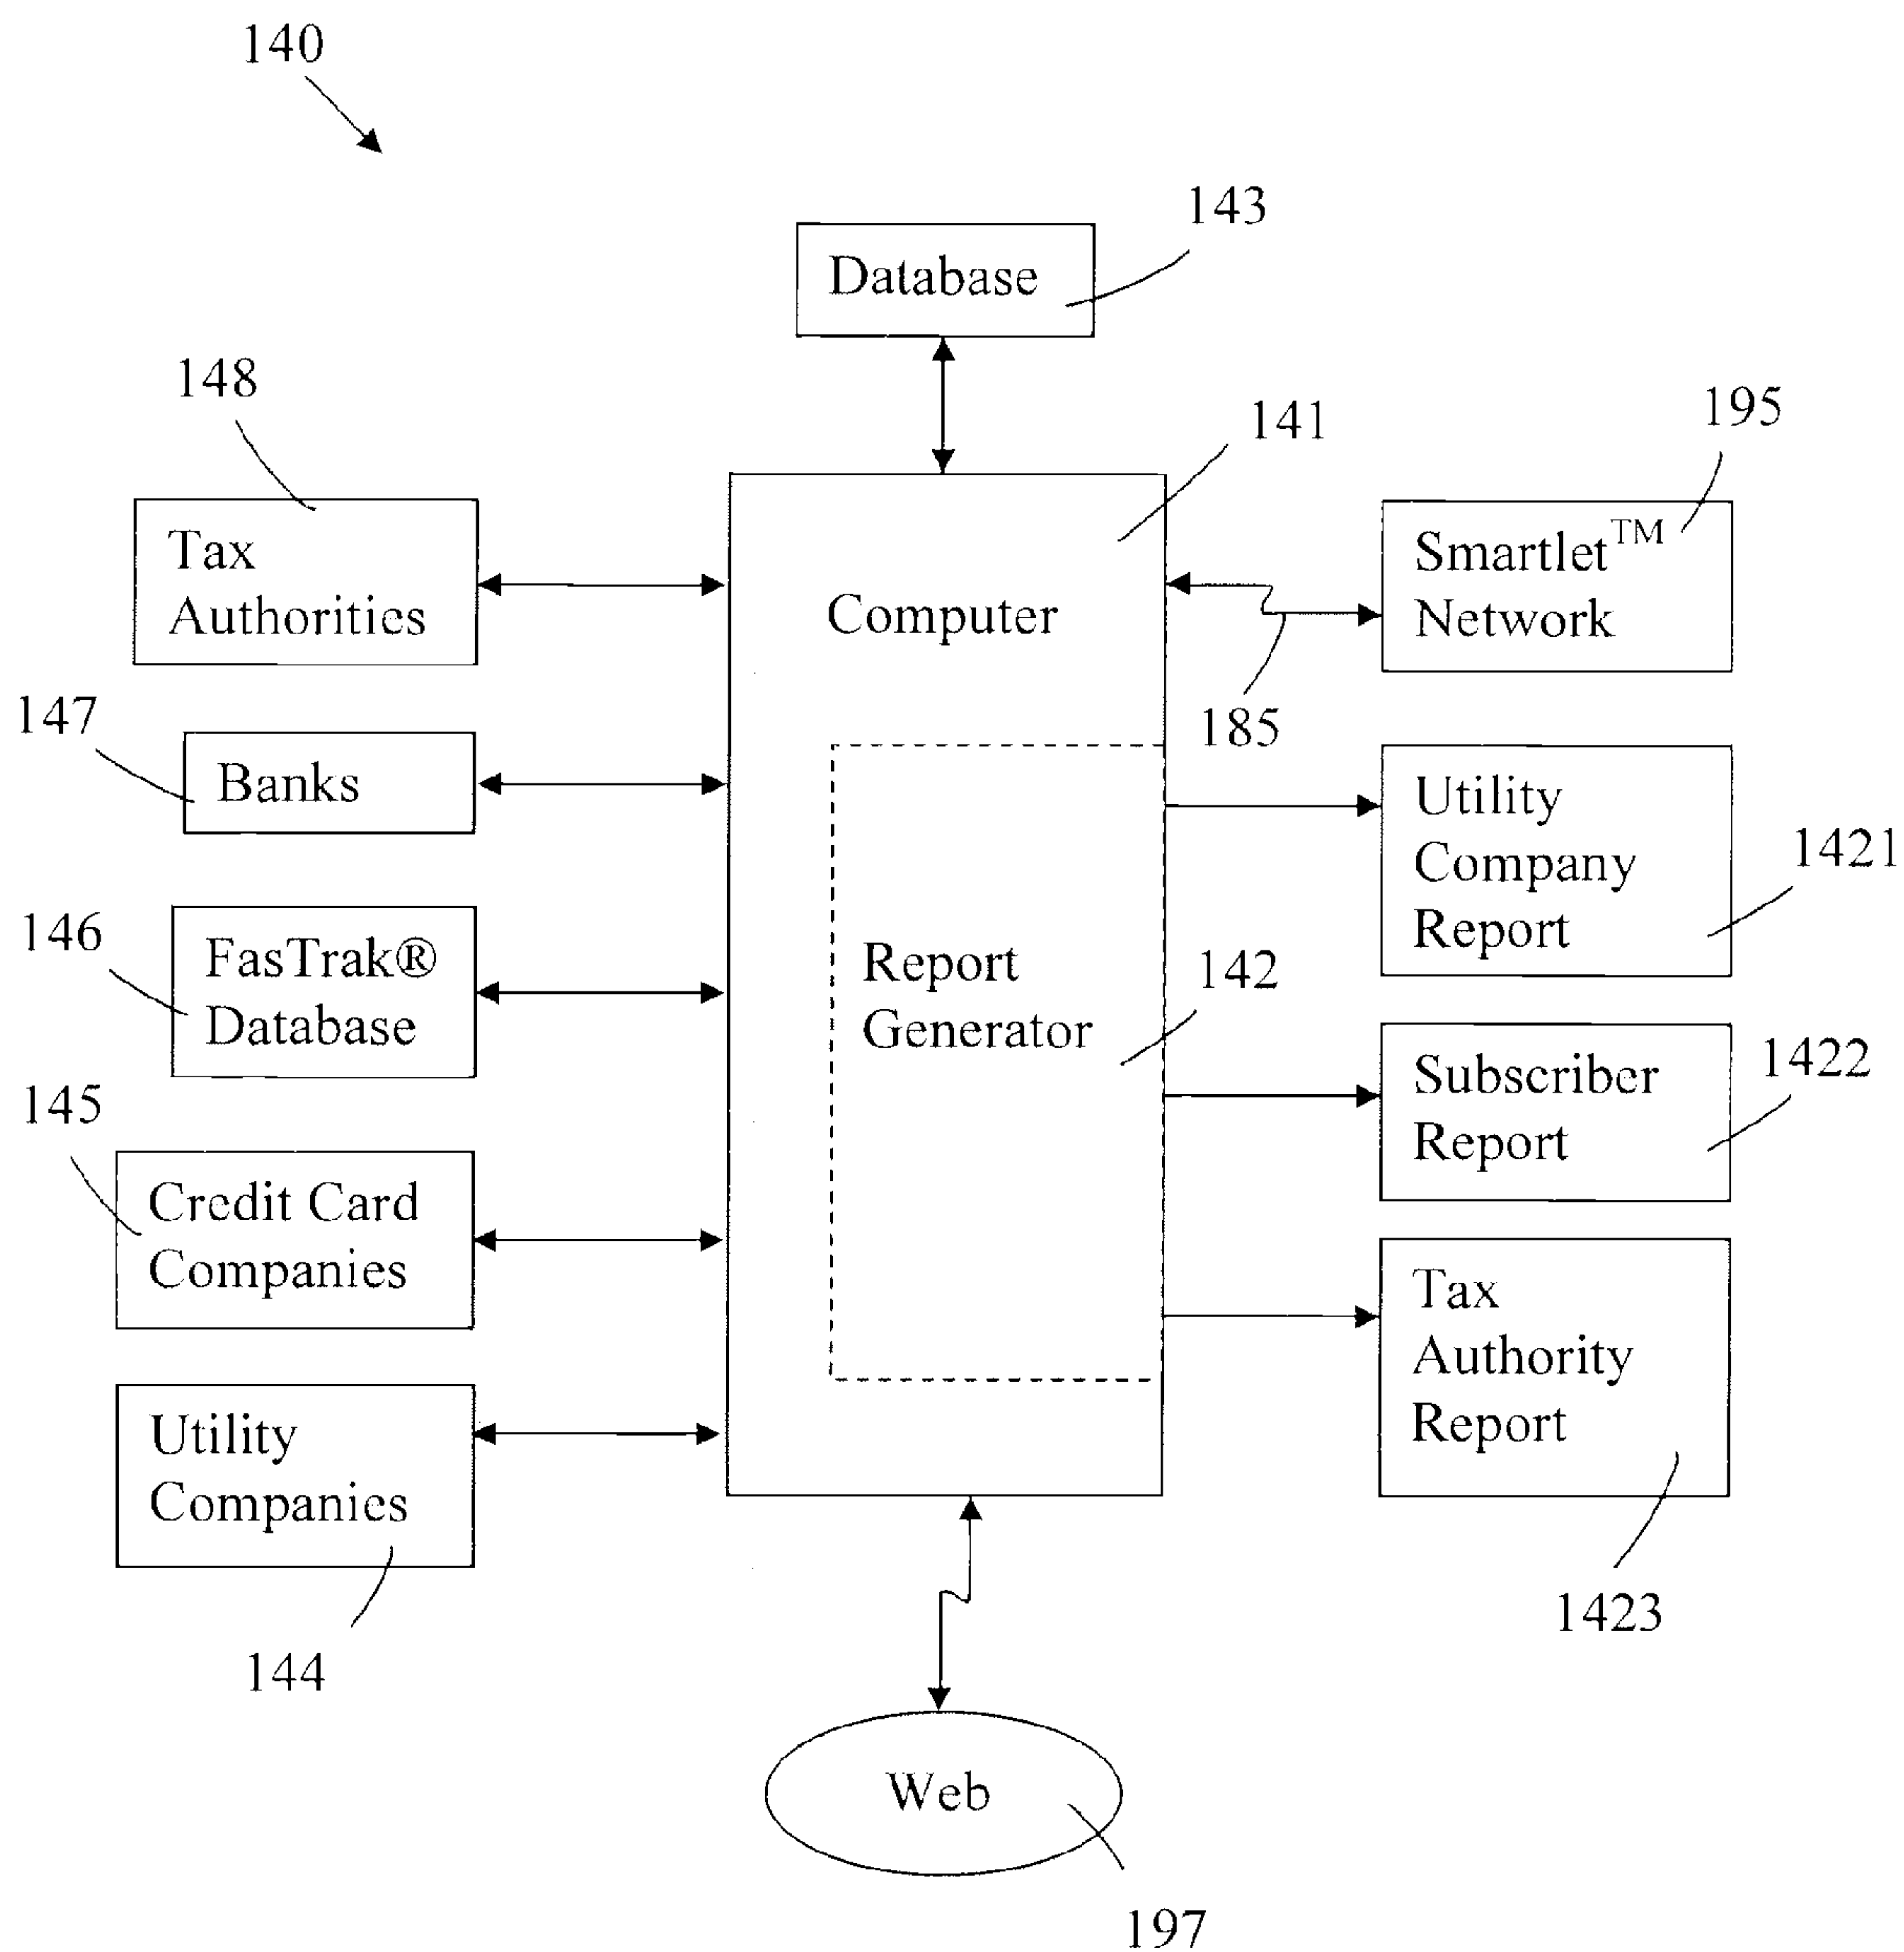 140
143
Database
148
141
195
Tax
Authorities
Computer
Smartlet™
Network
185
147
Banks
Utility
Company
Report
1421
146
FasTrak®
Database
Report
Generator
142
Subscriber
Report
1422
145
Credit Card
Companies
Tax
Authority
Report
1423
Utility
Companies
144
Web
197